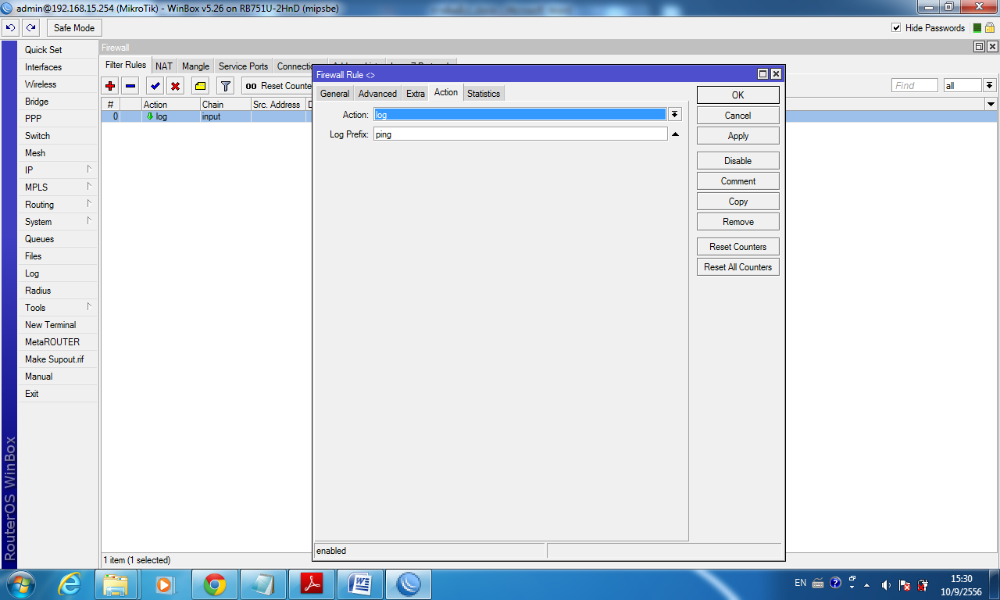 admin@192.168.15.254 (MikroTik) - WinBox v5.26 on RB751U-2HnD (mipsbe)
Safe Mode
Hide Passwords
Quick Set
Interfaces
Wireless
Bridge
PPP
Switch
Mesh
IP
MPLS
Routing
System
Queues
Files
Log
Radius
Tools
New Terminal
MetaROUTER
Make Supout.rif
Manual
Exit
RouterOS WinBox
Firewall
Filter Rules NAT Mangle Service Ports
00 Reset
Find all
# Action Chain Src. Address D
0 log input
1 item (1 selected)
Firewall Rule <>
General Advanced Extra Action Statistics
Action: log
Log Prefix: ping
OK
Cancel
Apply
Disable
Comment
Copy
Remove
Reset Counters
Reset All Counters
enabled
EN
15:30
10/9/2556